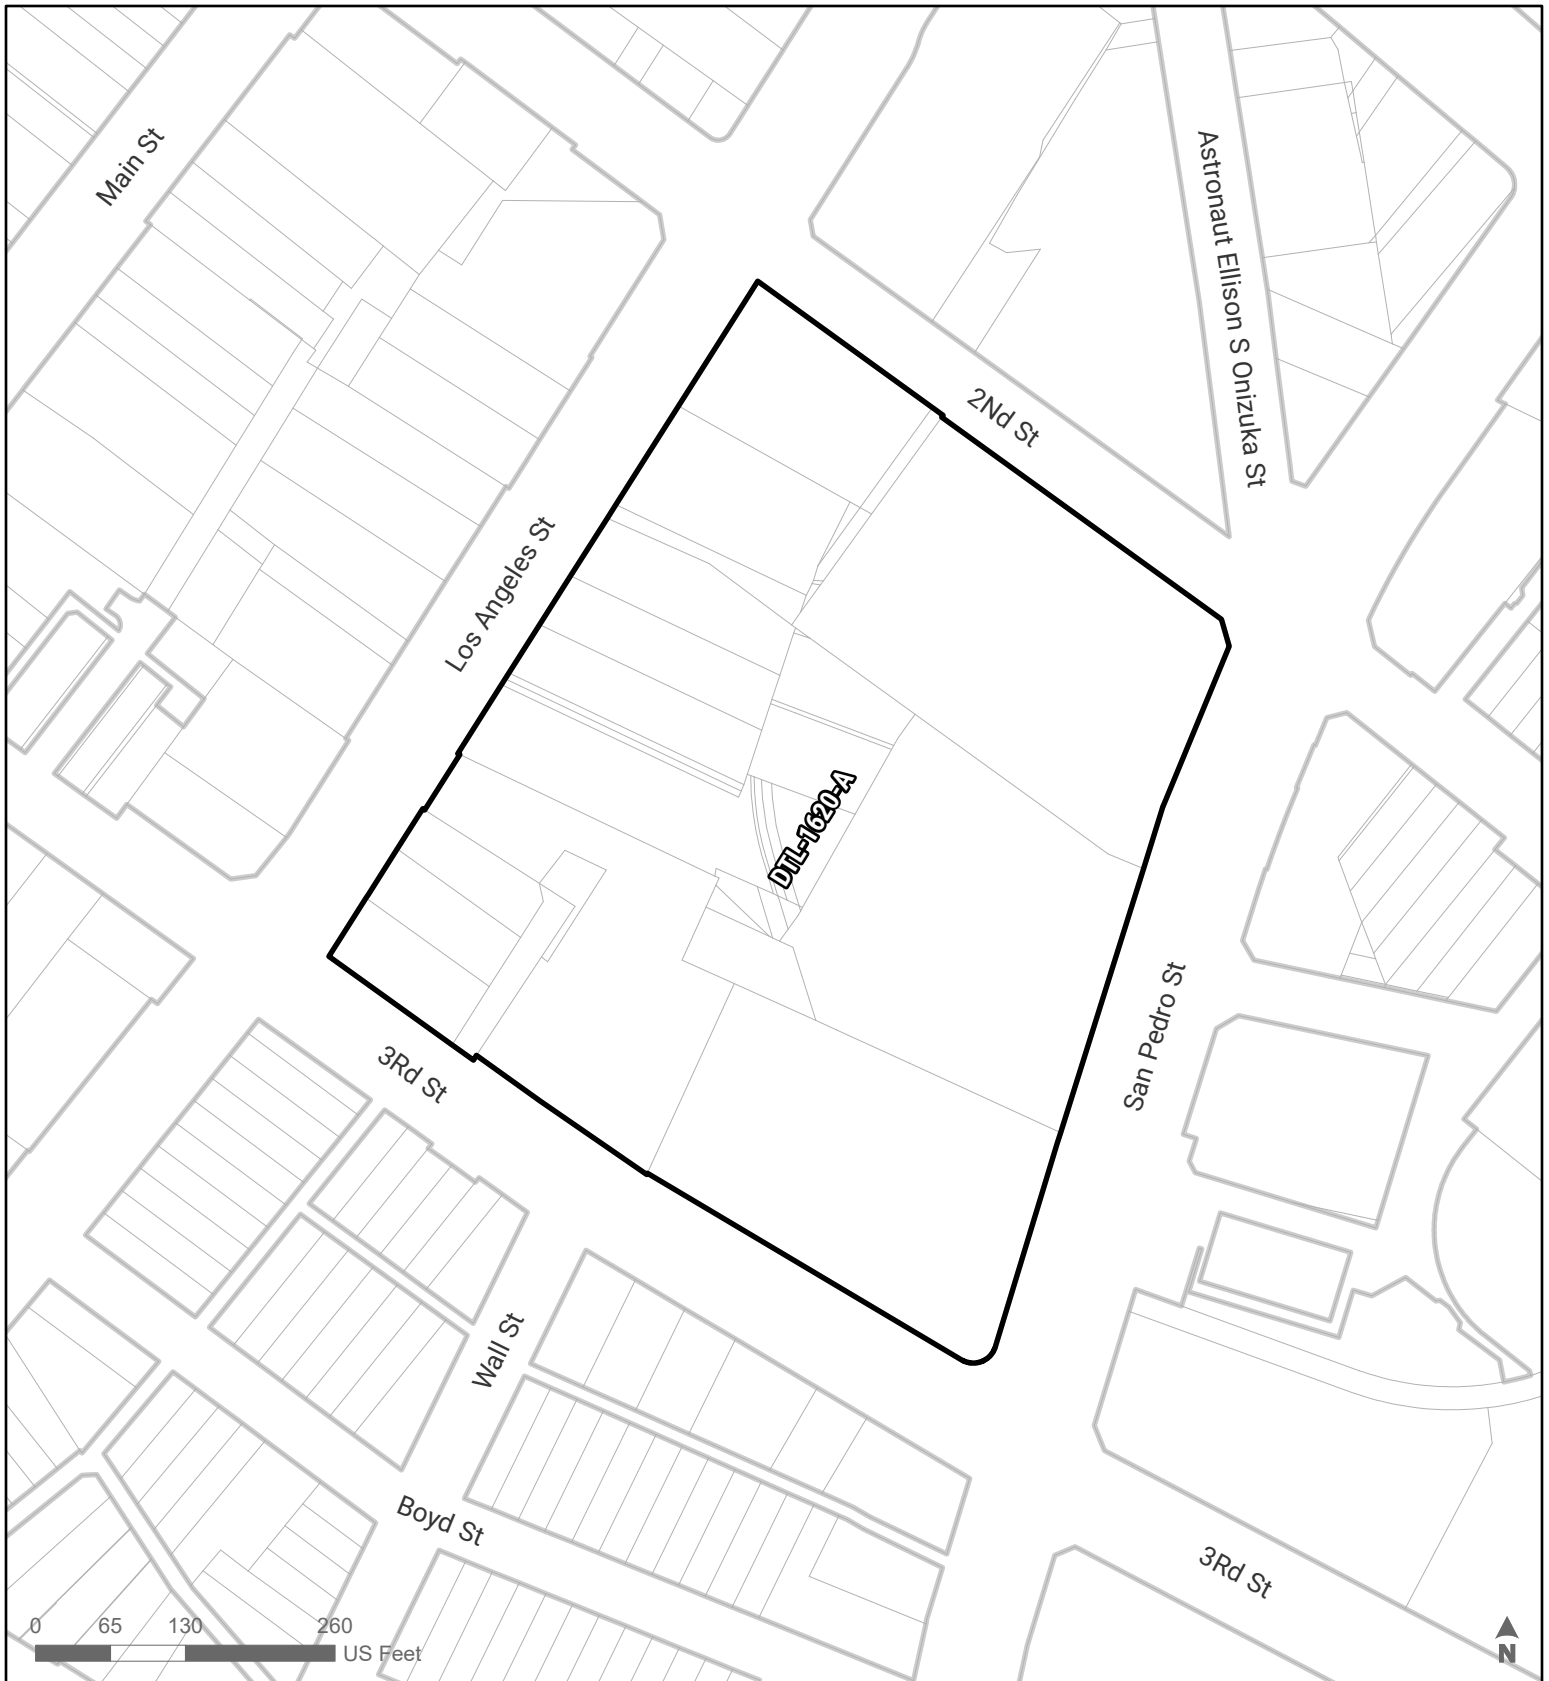 Main St
Astronaut Ellison S Onizuka St
2Nd St
Los Angeles St
DTL-1620-A
San Pedro St
3Rd St
Wall St
Boyd St
3Rd St
0 65 130 260
US Feet
N